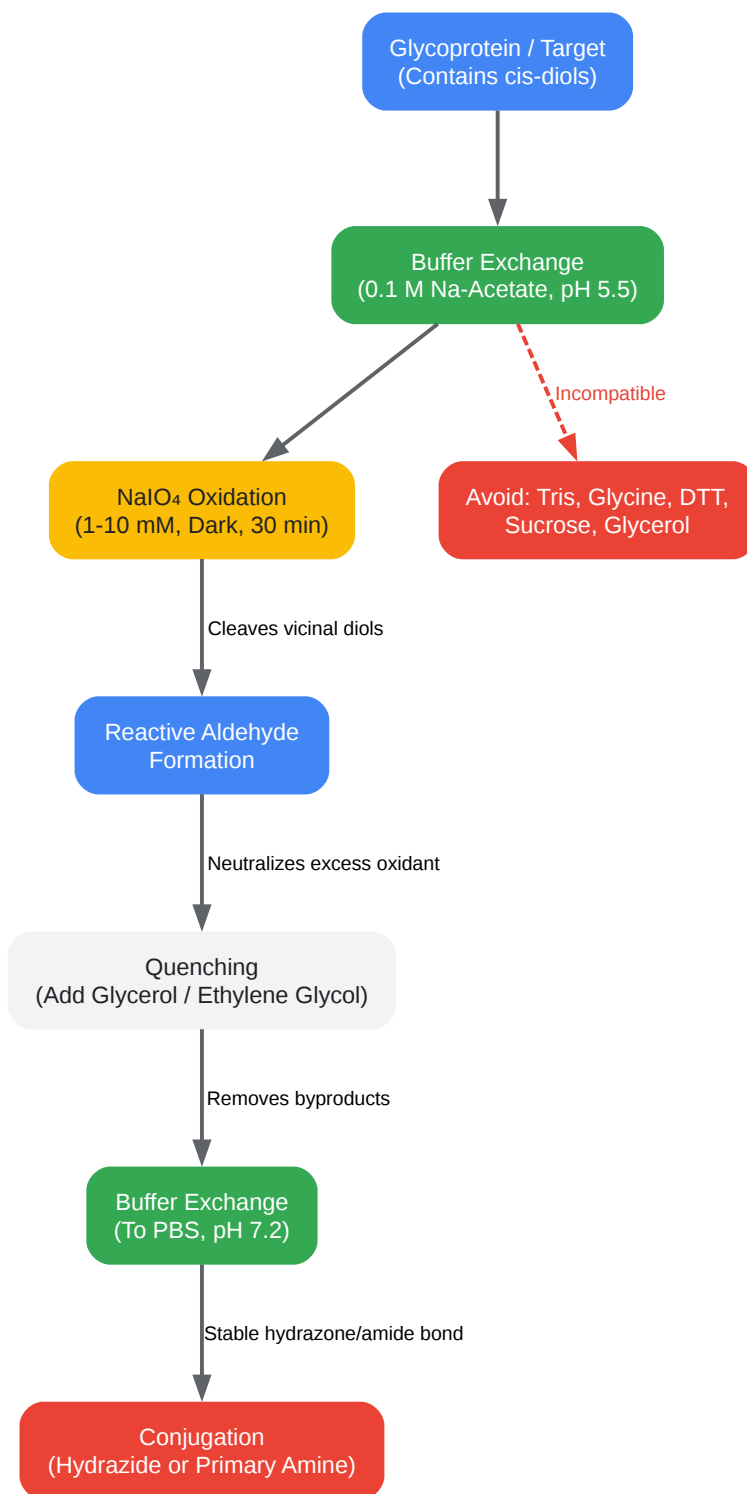 Glycoprotein / Target
(Contains cis-diols)
Buffer Exchange
(0.1 M Na-Acetate, pH 5.5)
Incompatible
NaIO₄ Oxidation
(1-10 mM, Dark, 30 min)
Avoid: Tris, Glycine, DTT,
Sucrose, Glycerol
Cleaves vicinal diols
Reactive Aldehyde
Formation
Neutralizes excess oxidant
Quenching
(Add Glycerol / Ethylene Glycol)
Removes byproducts
Buffer Exchange
(To PBS, pH 7.2)
Stable hydrazone/amide bond
Conjugation
(Hydrazide or Primary Amine)